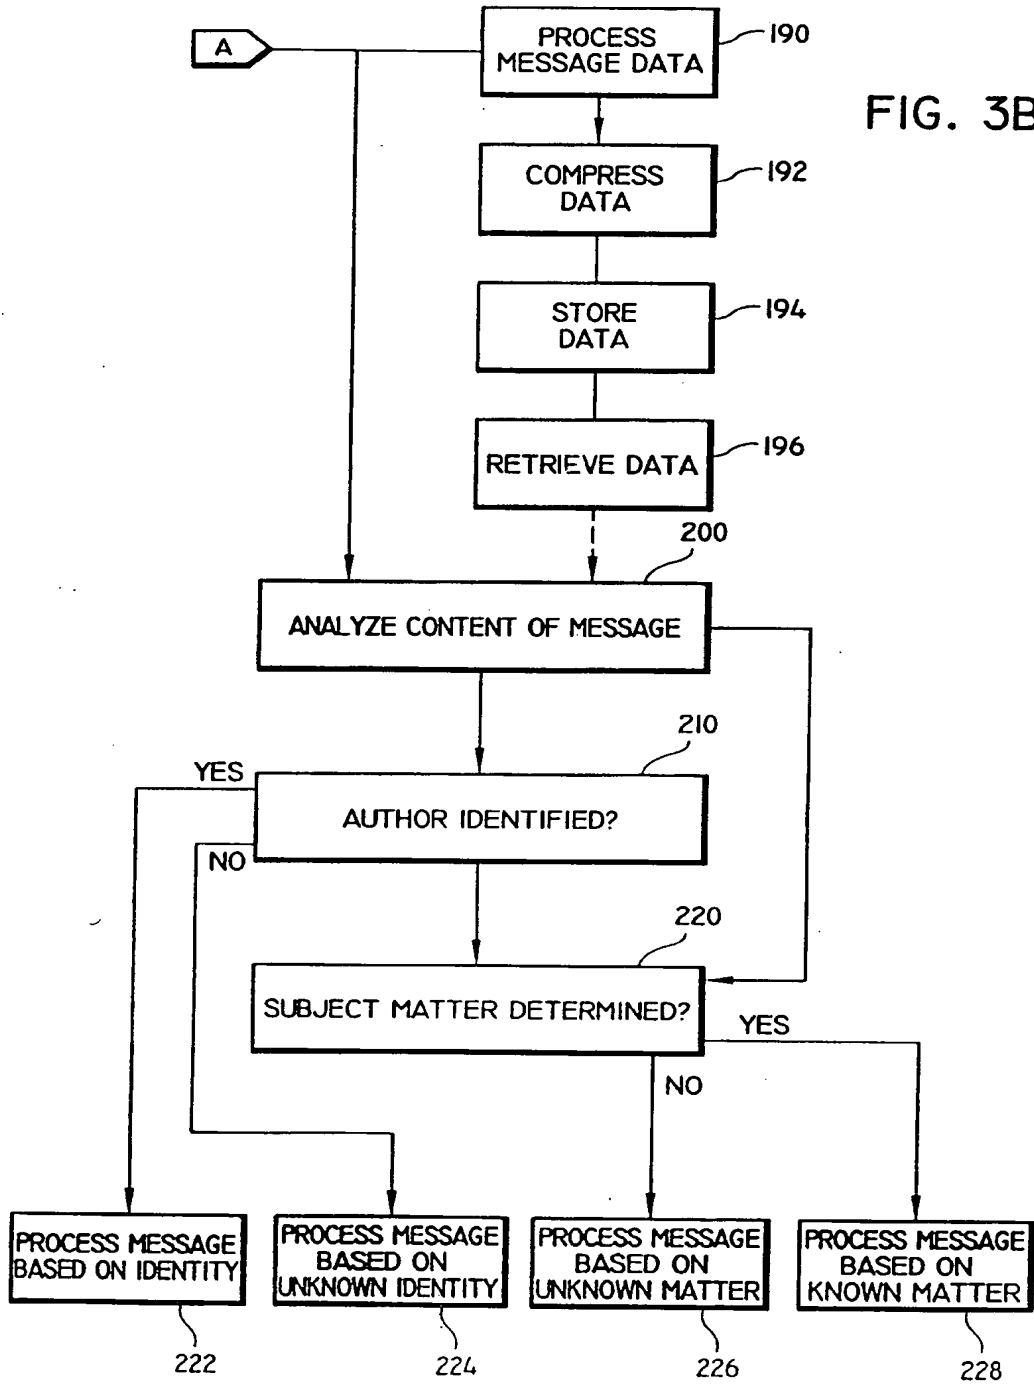 A
PROCESS
MESSAGE DATA
190
FIG. 3B
COMPRESS
DATA
192
STORE
DATA
194
RETRIEVE DATA
196
200
ANALYZE CONTENT OF MESSAGE
210
YES
AUTHOR IDENTIFIED?
NO
220
SUBJECT MATTER DETERMINED?
YES
NO
PROCESS MESSAGE
BASED ON IDENTITY
PROCESS MESSAGE
BASED ON
UNKNOWN IDENTITY
PROCESS MESSAGE
BASED ON
UNKNOWN MATTER
PROCESS MESSAGE
BASED ON
KNOWN MATTER
222
224
226
228